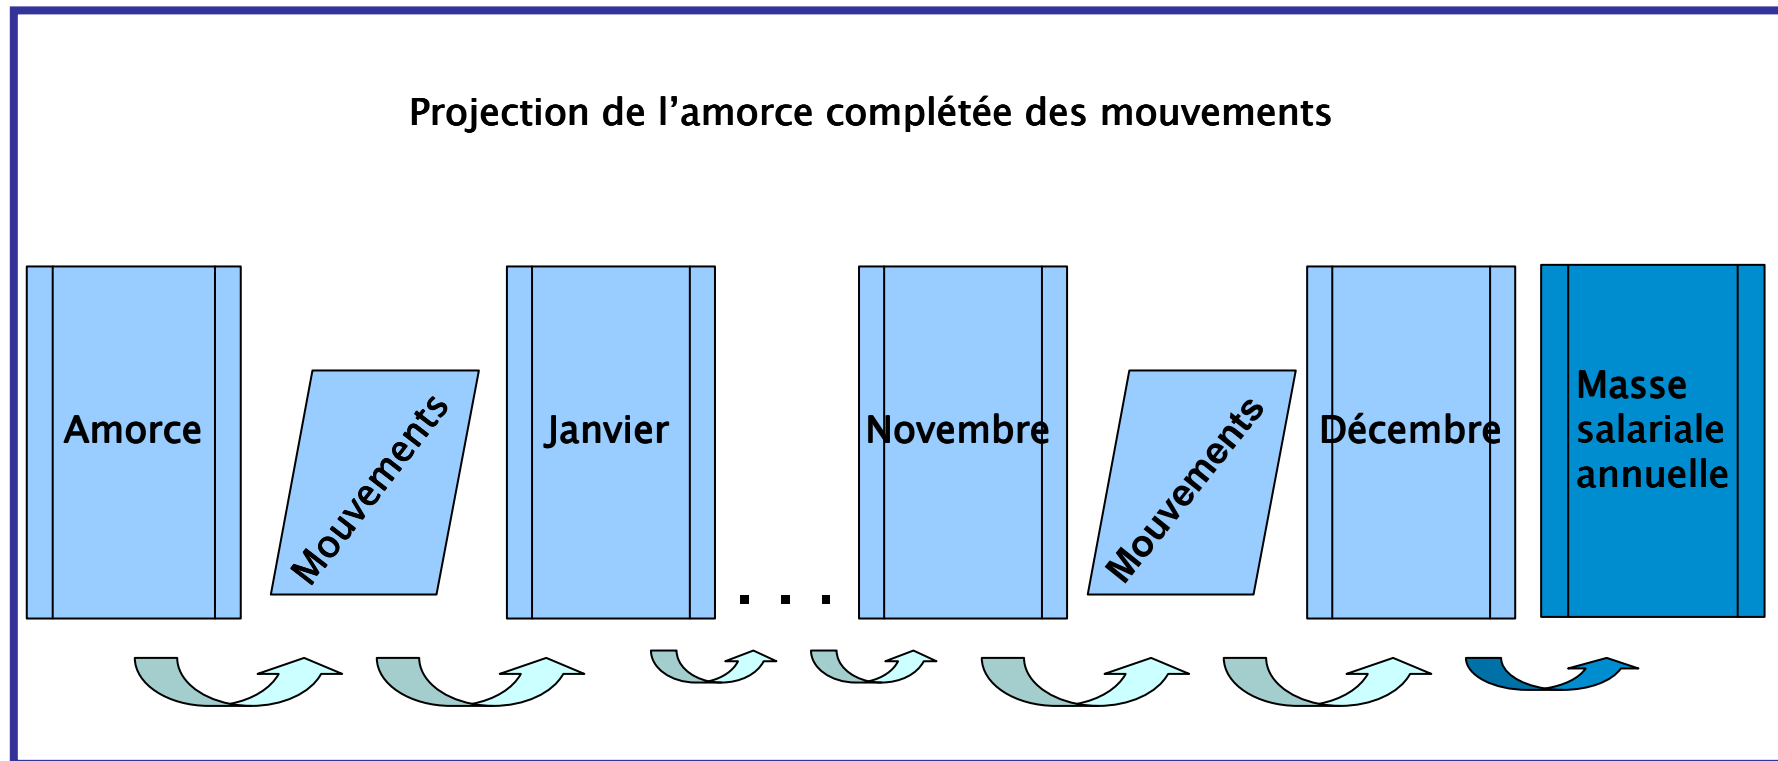 Projection de l’amorce complétée des mouvements
Amorce
Mouvements
Janvier
. . .
Novembre
Mouvements
Décembre
Masse
salariale
annuelle